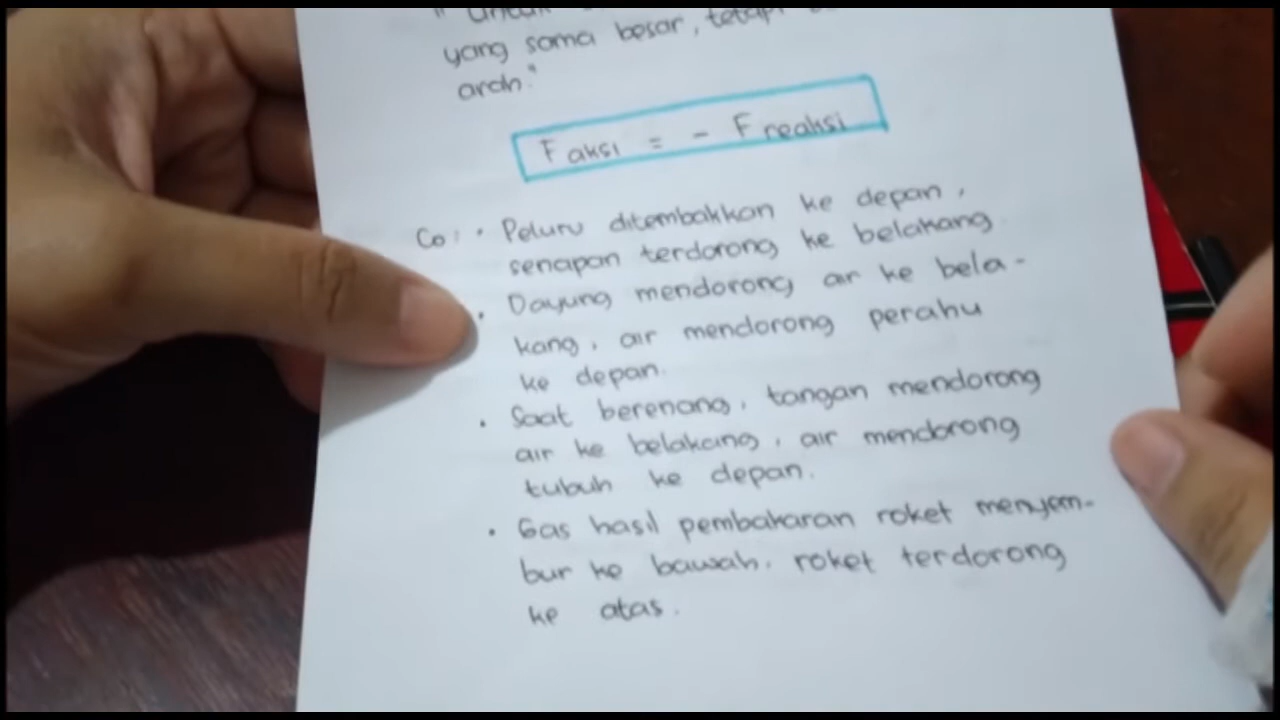 " Untuk
yang sama besar, tetapi
arah."
F aksi = - F reaksi
Co: • Peluru ditembakkan ke depan,
senapan terdorong ke belakang
• Dayung mendorong air ke bela-
kang, air mendorong perahu
ke depan.
• Saat berenang, tangan mendorong
air ke belakang, air mendorong
tubuh ke depan.
• Gas hasil pembakaran roket menyem-
bur ke bawah. roket terdorong
ke atas.